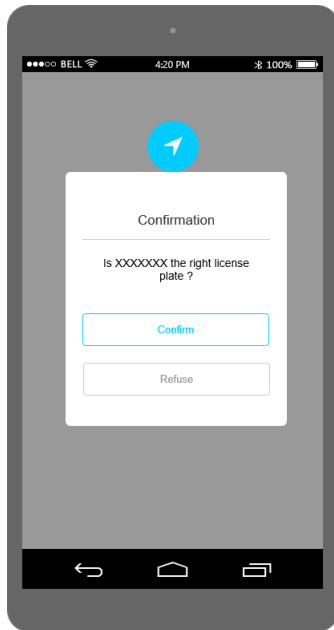 BELL 4:20 PM 100%
Confirmation
Is XXXXXXX the right license
plate ?
Confirm
Refuse